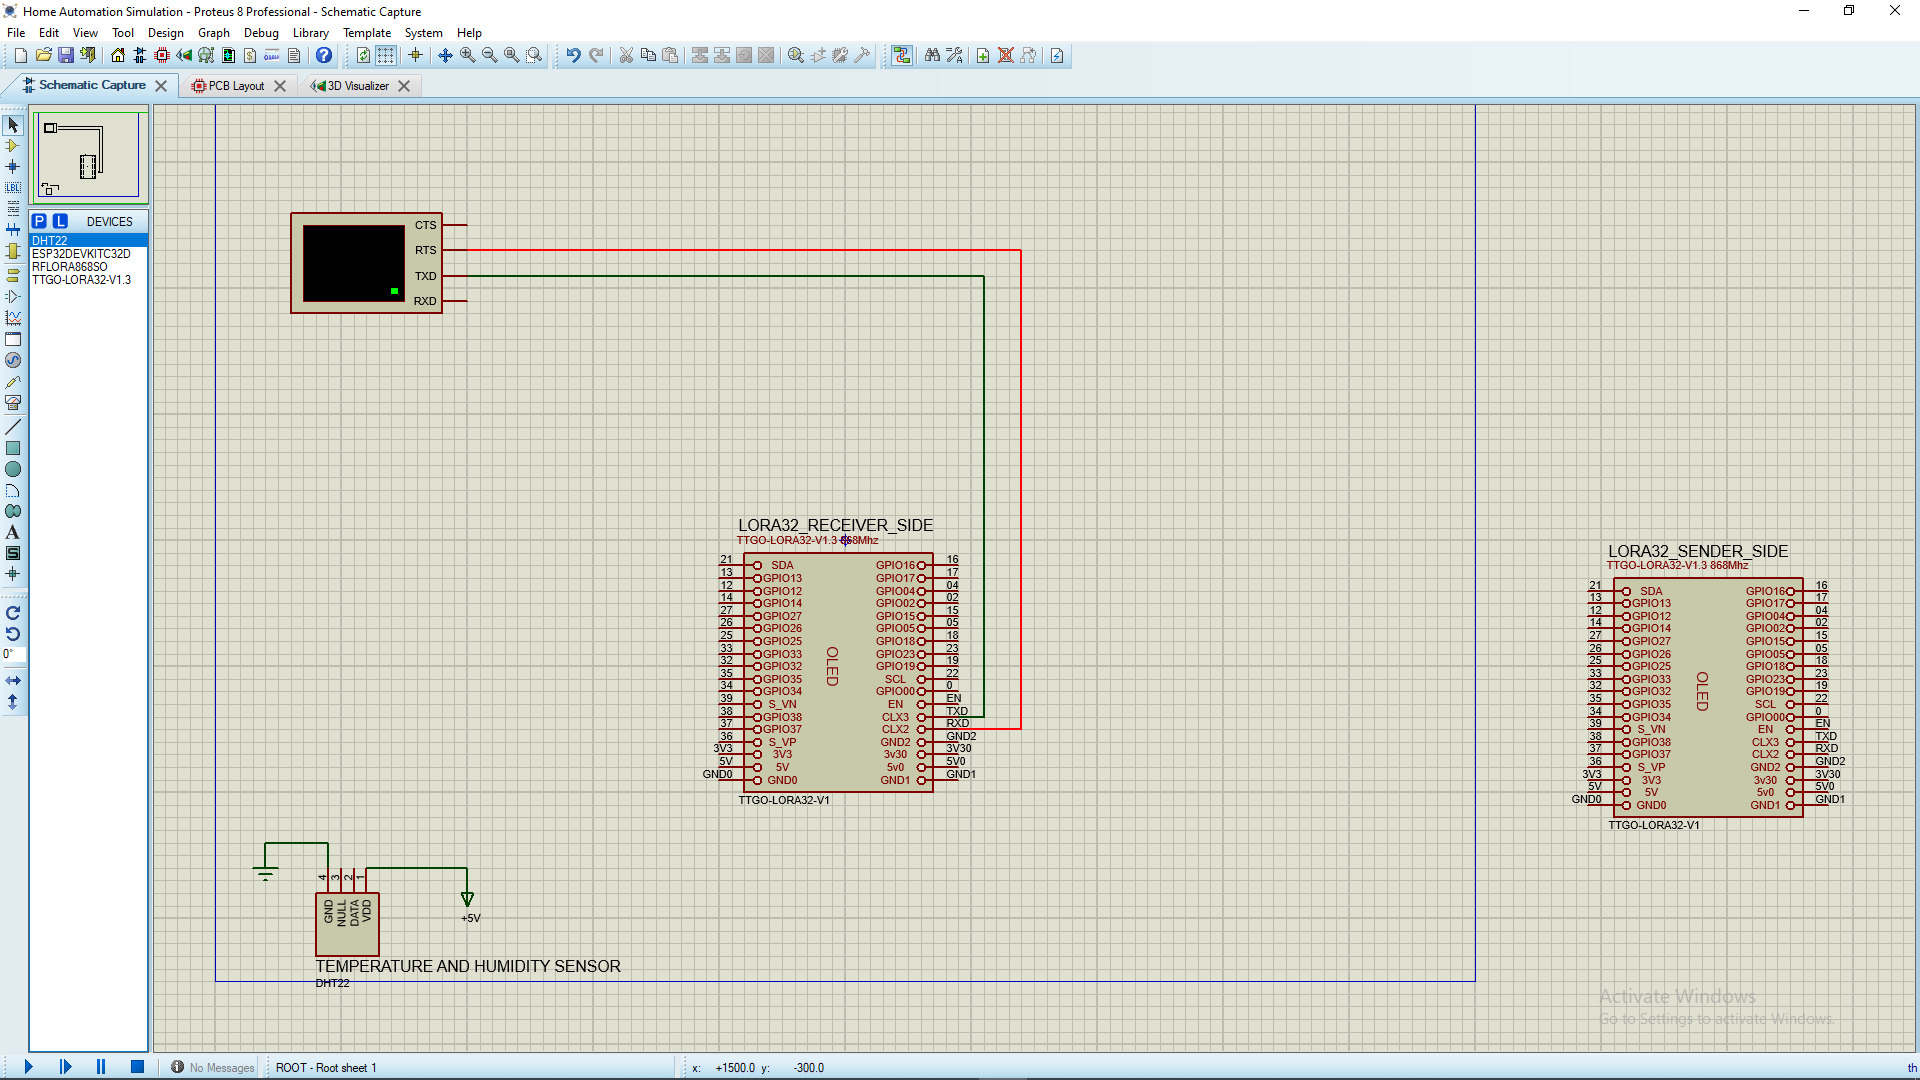 Home Automation Simulation - Proteus 8 Professional - Schematic Capture
File Edit View Tool Design Graph Debug Library Template System Help
Schematic Capture PCB Layout 3D Visualizer
P L DEVICES
DHT22
ESP32DEVKITC32D
RFLORA868SO
TTGO-LORA32-V1.3
LBL
A
S
0°
CTS
RTS
TXD
RXD
LORA32_RECEIVER_SIDE
TTGO-LORA32-V1.3 868Mhz
21 SDA GPIO16 16
13 GPIO13 GPIO17 17
12 GPIO12 GPIO04 04
14 GPIO14 GPIO02 02
27 GPIO27 GPIO15 15
26 GPIO26 GPIO05 05
25 GPIO25 GPIO18 18
33 GPIO33 GPIO23 23
32 GPIO32 GPIO19 19
35 GPIO35 SCL 22
34 GPIO34 GPIO00 0
39 S_VN EN EN
38 GPIO38 CLX3 TXD
37 GPIO37 CLX2 RXD
36 S_VP GND2 GND2
3V3 3V3 3v30 3V30
5V 5V 5v0 5V0
GND0 GND0 GND1 GND1
OLED
TTGO-LORA32-V1
LORA32_SENDER_SIDE
TTGO-LORA32-V1.3 868Mhz
21 SDA GPIO16 16
13 GPIO13 GPIO17 17
12 GPIO12 GPIO04 04
14 GPIO14 GPIO02 02
27 GPIO27 GPIO15 15
26 GPIO26 GPIO05 05
25 GPIO25 GPIO18 18
33 GPIO33 GPIO23 23
32 GPIO32 GPIO19 19
35 GPIO35 SCL 22
34 GPIO34 GPIO00 0
39 S_VN EN EN
38 GPIO38 CLX3 TXD
37 GPIO37 CLX2 RXD
36 S_VP GND2 GND2
3V3 3V3 3v30 3V30
5V 5V 5v0 5V0
GND0 GND0 GND1 GND1
OLED
TTGO-LORA32-V1
4 3 2 1
GND
NULL
DATA
VDD
+5V
TEMPERATURE AND HUMIDITY SENSOR
DHT22
Activate Windows
Go to Settings to activate Windows.
No Messages ROOT - Root sheet 1 x: +1500.0 y: -300.0 th